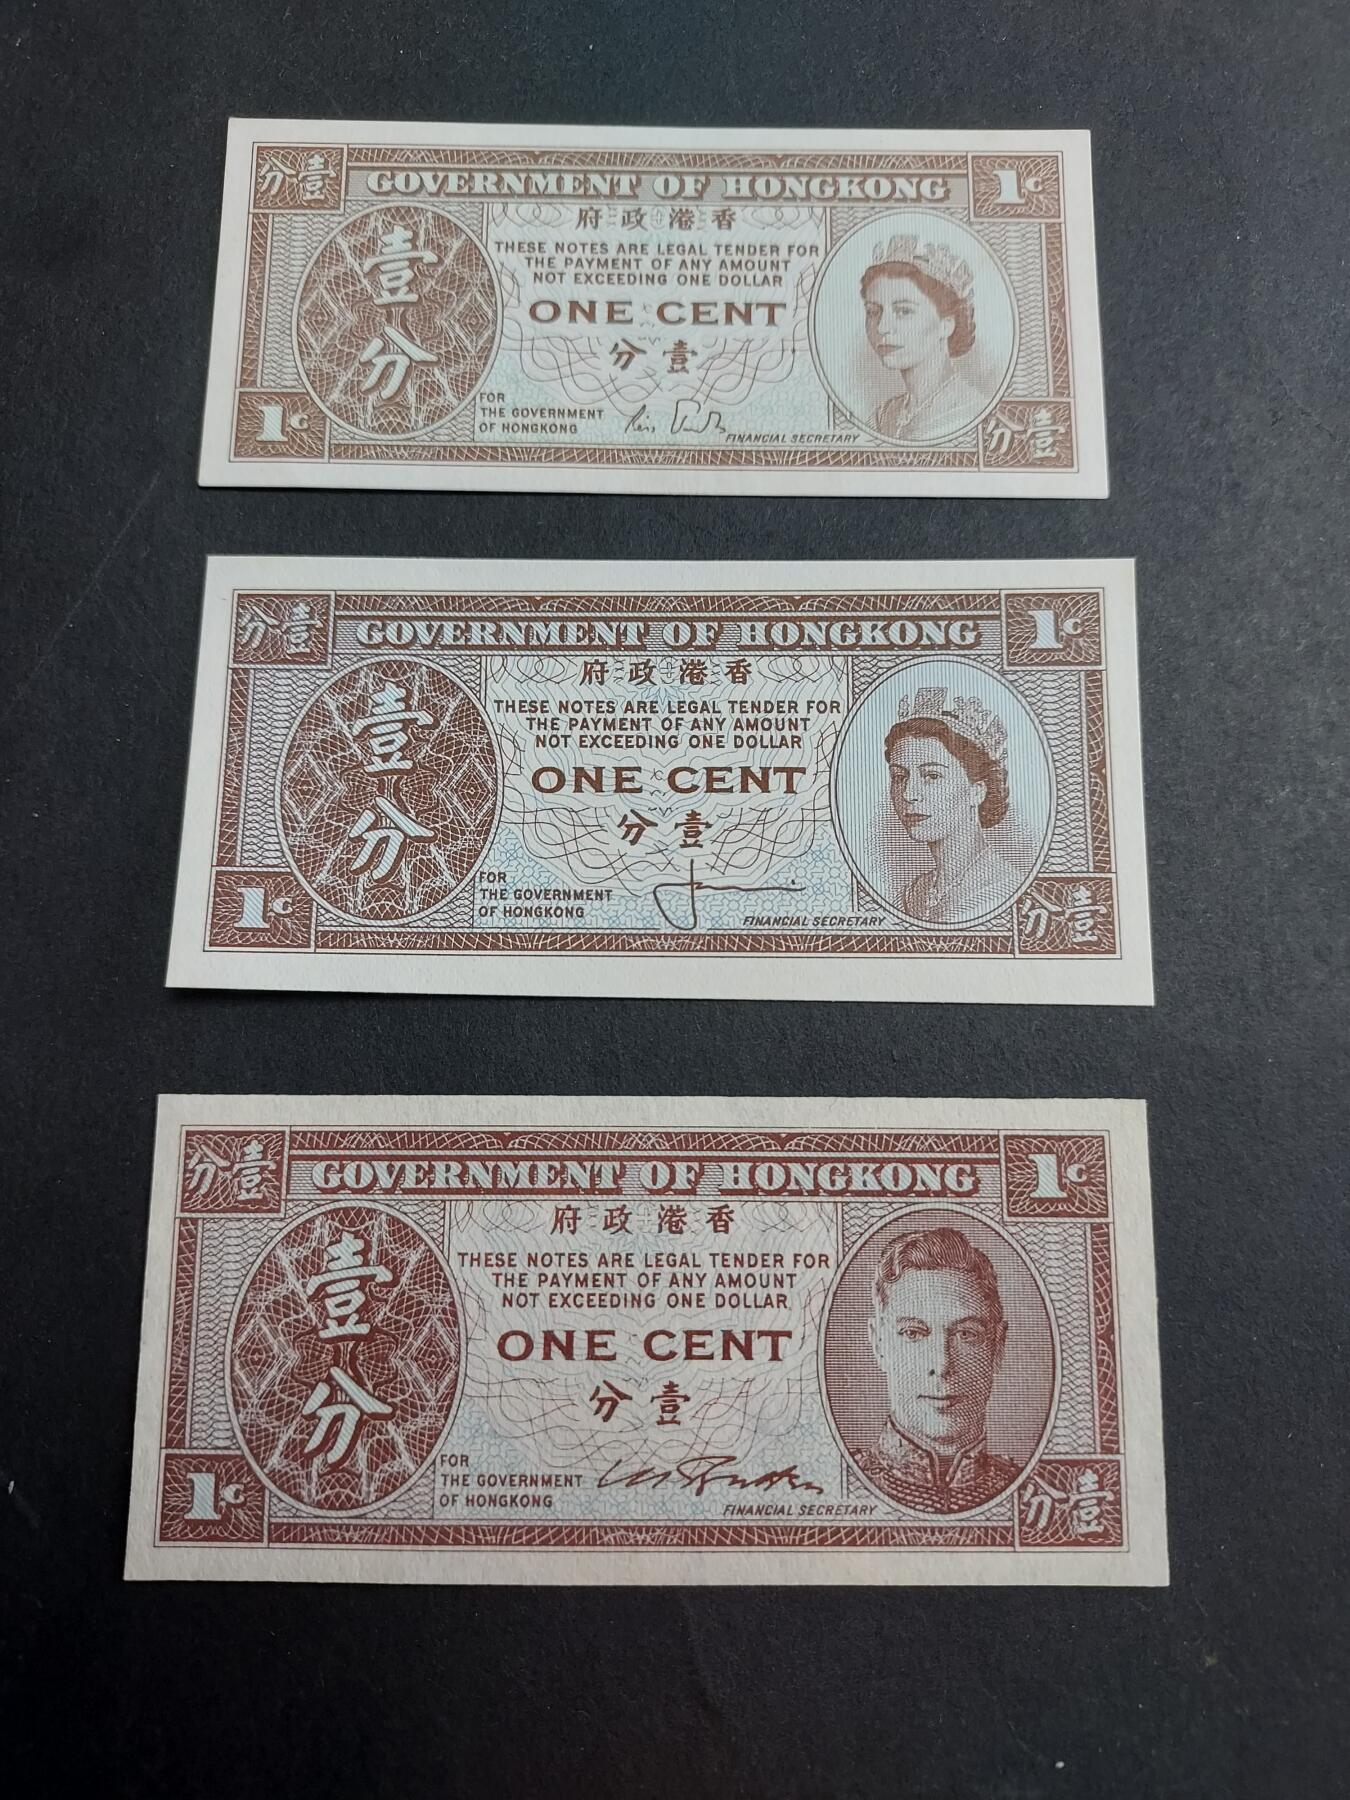 分壹 GOVERNMENT OF HONGKONG 1C
府政港香
壹
分
THESE NOTES ARE LEGAL TENDER FOR
THE PAYMENT OF ANY AMOUNT
NOT EXCEEDING ONE DOLLAR
ONE CENT
分壹
FOR
THE GOVERNMENT
OF HONGKONG
FINANCIAL SECRETARY
1C
分壹
分壹 GOVERNMENT OF HONGKONG 1C
府政港香
壹
分
THESE NOTES ARE LEGAL TENDER FOR
THE PAYMENT OF ANY AMOUNT
NOT EXCEEDING ONE DOLLAR
ONE CENT
分壹
FOR
THE GOVERNMENT
OF HONGKONG
FINANCIAL SECRETARY
1C
分壹
分壹 GOVERNMENT OF HONGKONG 1C
府政港香
壹
分
THESE NOTES ARE LEGAL TENDER FOR
THE PAYMENT OF ANY AMOUNT
NOT EXCEEDING ONE DOLLAR
ONE CENT
分壹
FOR
THE GOVERNMENT
OF HONGKONG
FINANCIAL SECRETARY
1C
分壹